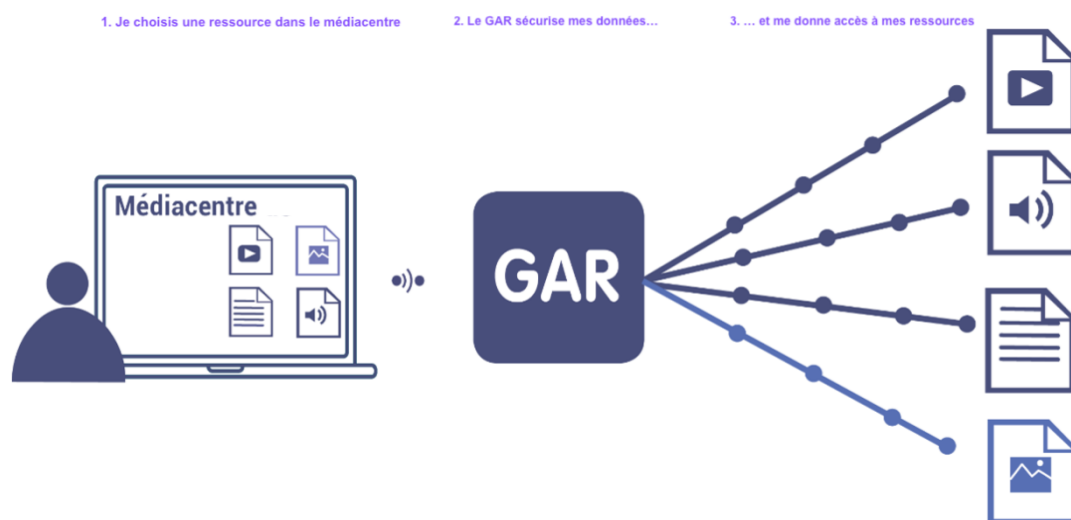 1. Je choisis une ressource dans le médiacentre
2. Le GAR sécurise mes données…
3. … et me donne accès à mes ressources
Médiacentre
GAR